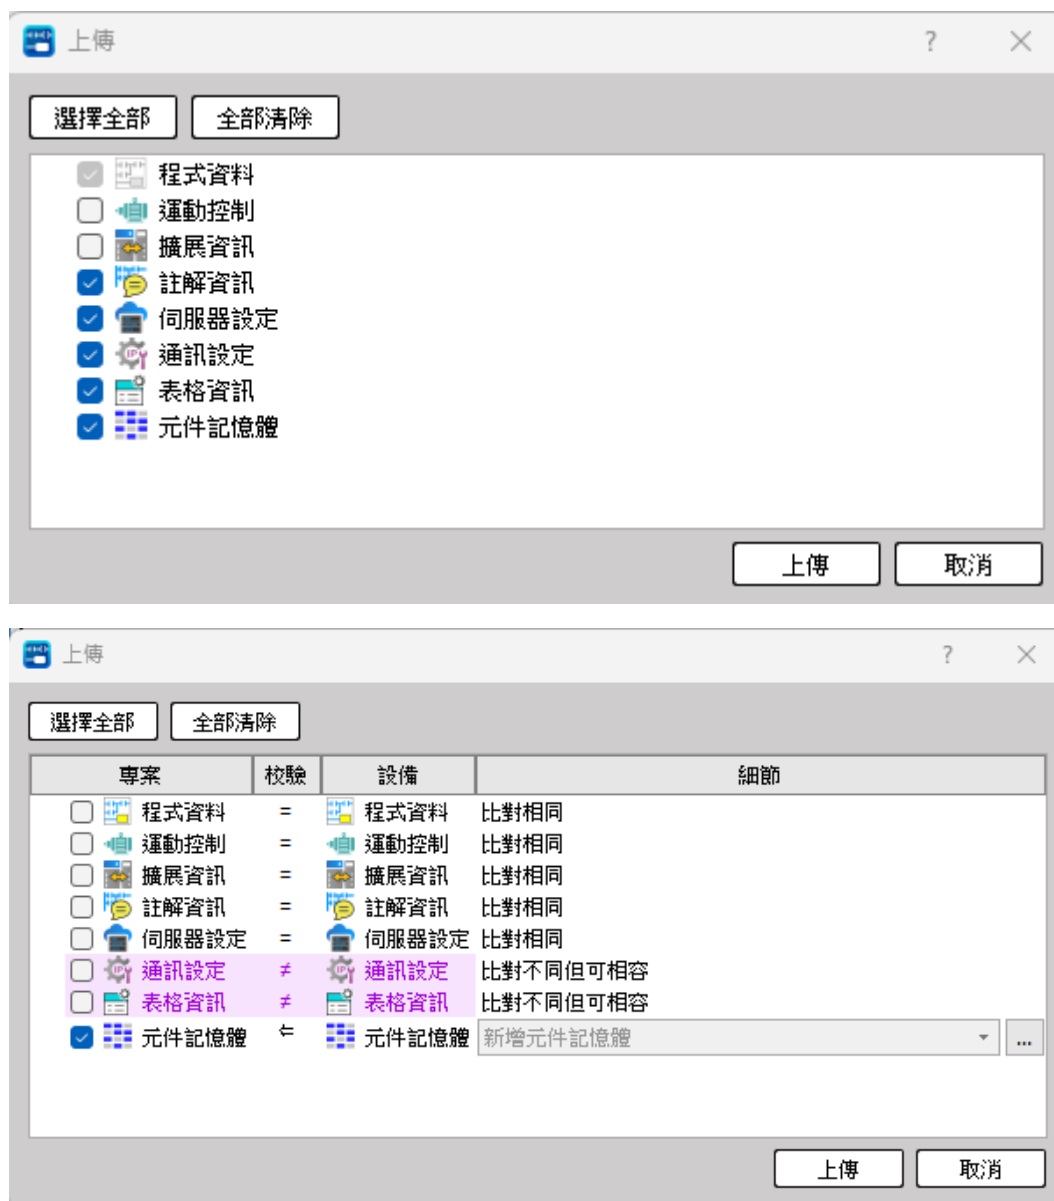 上傳 ?
選擇全部 全部清除
程式資料
運動控制
擴展資訊
註解資訊
伺服器設定
通訊設定
表格資訊
元件記憶體
上傳 取消
上傳 ?
選擇全部 全部清除
專案 校驗 設備 細節
程式資料 = 程式資料 比對相同
運動控制 = 運動控制 比對相同
擴展資訊 = 擴展資訊 比對相同
註解資訊 = 註解資訊 比對相同
伺服器設定 = 伺服器設定 比對相同
通訊設定 ≠ 通訊設定 比對不同但可相容
表格資訊 ≠ 表格資訊 比對不同但可相容
元件記憶體 ⇐ 元件記憶體 新增元件記憶體 ...
上傳 取消